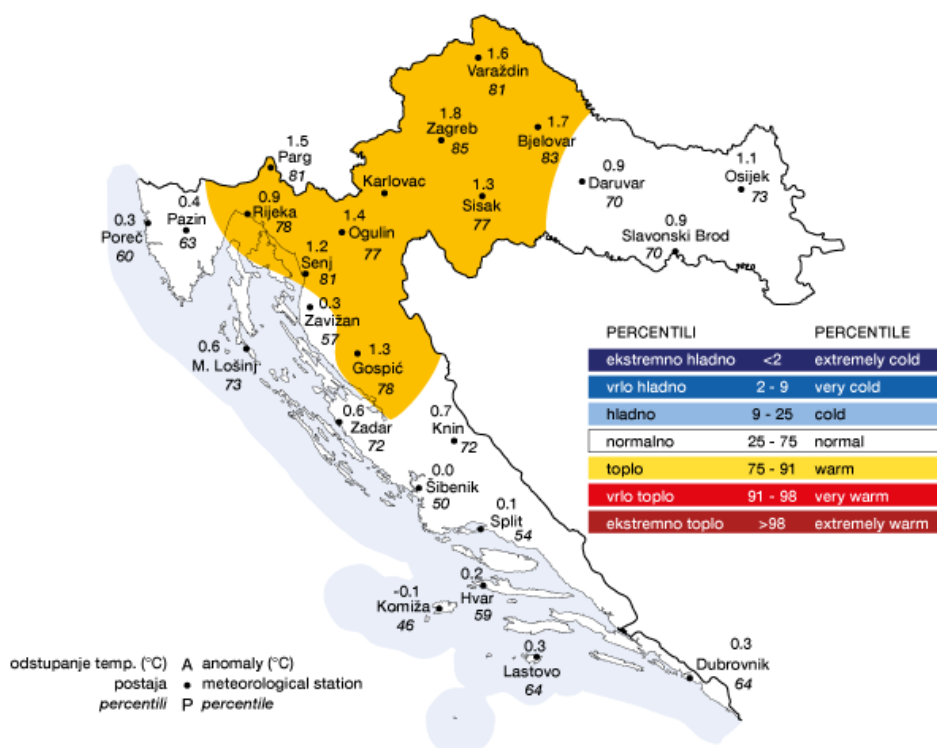 1.6
Varaždin
81
1.8
Zagreb
85
1.7
Bjelovar
83
1.5
Parg
81
Karlovac
0.9
Daruvar
70
1.1
Osijek
73
0.3
Poreč
60
0.4
Pazin
63
0.9
Rijeka
78
1.4
Ogulin
77
1.3
Sisak
77
0.9
Slavonski Brod
70
1.2
Senj
81
0.3
Zavižan
57
0.6
M. Lošinj
73
1.3
Gospić
78
0.6
Zadar
72
0.7
Knin
72
0.0
Šibenik
50
0.1
Split
54
-0.1
Komiža
46
0.2
Hvar
59
0.3
Lastovo
64
0.3
Dubrovnik
64
PERCENTILI PERCENTILE
ekstremno hladno <2 extremely cold
vrlo hladno 2 - 9 very cold
hladno 9 - 25 cold
normalno 25 - 75 normal
toplo 75 - 91 warm
vrlo toplo 91 - 98 very warm
ekstremno toplo >98 extremely warm
odstupanje temp. (°C) A anomaly (°C)
postaja ● meteorological station
percentili P percentile